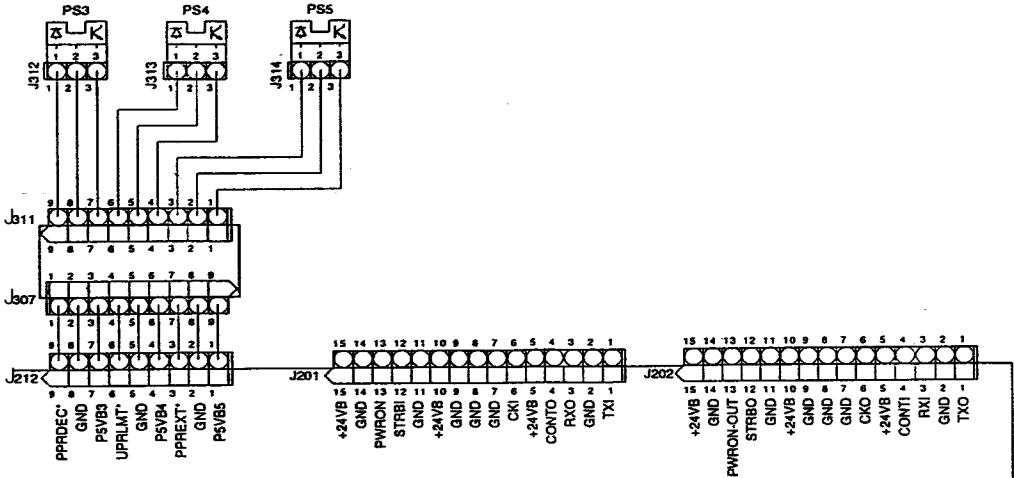 PS3 PS4 PS5
1 2 3 1 2 3 1 2 3
J312 J313 J314
1 2 3 1 2 3 1 2 3
9 8 7 6 5 4 3 2 1
J311
9 8 7 6 5 4 3 2 1
1 2 3 4 5 6 7 8 9
J307
1 2 3 4 5 6 7 8 9
9 8 7 6 5 4 3 2 1
J212
9 8 7 6 5 4 3 2 1
PPRDEC* GND P5VB3 UPRLMT* GND P5VB4 PPREXT* GND P5VB5
15 14 13 12 11 10 9 8 7 6 5 4 3 2 1
J201
15 14 13 12 11 10 9 8 7 6 5 4 3 2 1
+24VB GND PWRON STRBI GND +24VB GND GND GND CKI +24VB CONTO RXO GND TXI
15 14 13 12 11 10 9 8 7 6 5 4 3 2 1
J202
15 14 13 12 11 10 9 8 7 6 5 4 3 2 1
+24VB GND PWRON-OUT STRBO GND +24VB GND GND GND CKO +24VB CONTI RXI GND TXO